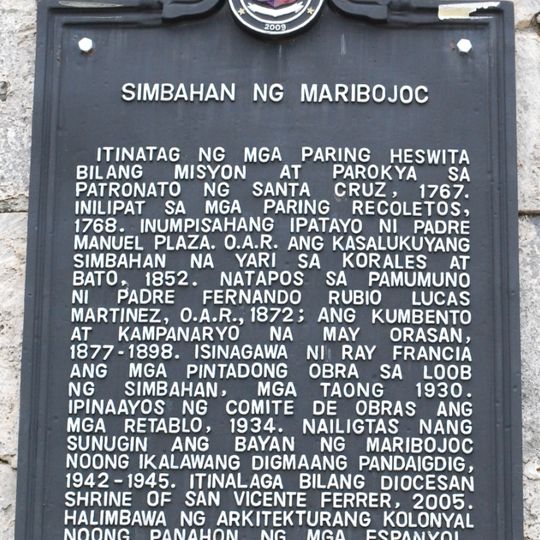 2009
SIMBAHAN NG MARIBOJOC
ITINATAG NG MGA PARING HESWITA
BILANG MISYON AT PAROKYA SA
PATRONATO NG SANTA CRUZ, 1767.
INILIPAT SA MGA PARING RECOLETOS,
1768. INUMPISAHANG IPATAYO NI PADRE
MANUEL PLAZA. O.A.R. ANG KASALUKUYANG
SIMBAHAN NA YARI SA KORALES AT
BATO, 1852. NATAPOS SA PAMUMUNO
NI PADRE FERNANDO RUBIO LUCAS
MARTINEZ, O.A.R., 1872; ANG KUMBENTO
AT KAMPANARYO NA MAY ORASAN,
1877-1898. ISINAGAWA NI RAY FRANCIA
ANG MGA PINTADONG OBRA SA LOOB
NG SIMBAHAN, MGA TAONG 1930.
IPINAAYOS NG COMITE DE OBRAS ANG
MGA RETABLO, 1934. NAILIGTAS NANG
SUNUGIN ANG BAYAN NG MARIBOJOC
NOONG IKALAWANG DIGMAANG PANDAIGDIG,
1942-1945. ITINALAGA BILANG DIOCESAN
SHRINE OF SAN VICENTE FERRER, 2005.
HALIMBAWA NG ARKITEKTURANG KOLONYAL
NOONG PANAHON NG MGA ESPANYOL